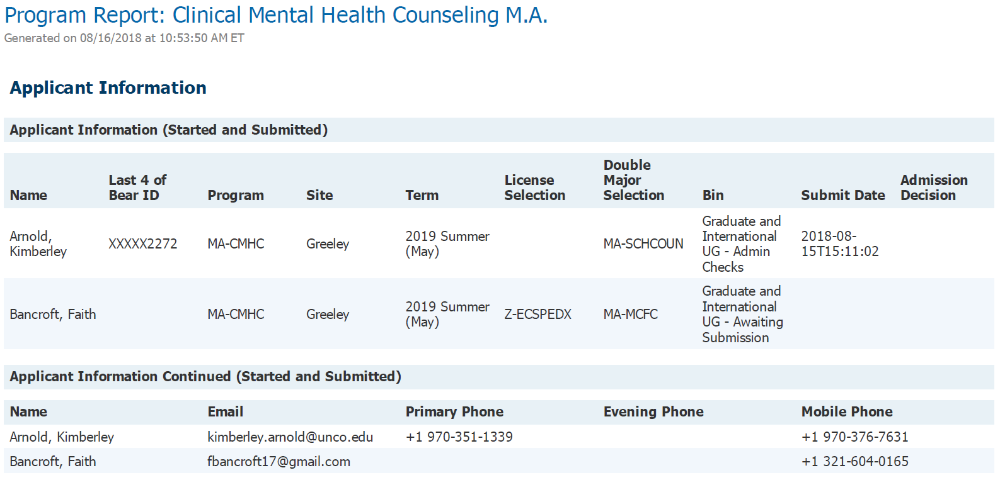 Program Report: Clinical Mental Health Counseling M.A.
Generated on 08/16/2018 at 10:53:50 AM ET
Applicant Information
Applicant Information (Started and Submitted)
Name Last 4 of Bear ID Program Site Term License Selection Double Major Selection Bin Submit Date Admission Decision
Arnold, Kimberley XXXXX2272 MA-CMHC Greeley 2019 Summer (May) MA-SCHCOUN Graduate and International UG - Admin Checks 2018-08-15T15:11:02
Bancroft, Faith MA-CMHC Greeley 2019 Summer (May) Z-ECSPEDX MA-MCFC Graduate and International UG - Awaiting Submission
Applicant Information Continued (Started and Submitted)
Name Email Primary Phone Evening Phone Mobile Phone
Arnold, Kimberley kimberley.arnold@unco.edu +1 970-351-1339 +1 970-376-7631
Bancroft, Faith fbancroft17@gmail.com +1 321-604-0165